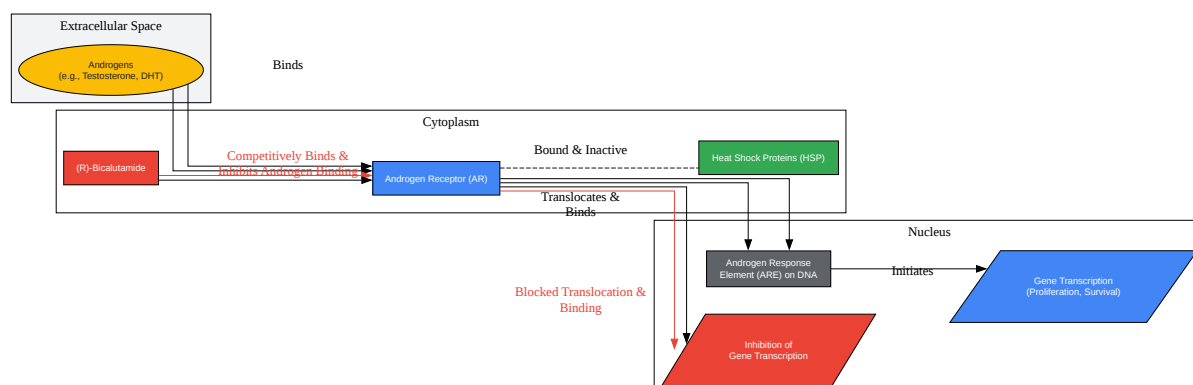 Extracellular Space
Androgens
(e.g., Testosterone, DHT)
Binds
Cytoplasm
(R)-Bicalutamide
Competitively Binds &
Inhibits Androgen Binding
Androgen Receptor (AR)
Bound & Inactive
Heat Shock Proteins (HSP)
Translocates &
Binds
Nucleus
Androgen Response
Element (ARE) on DNA
Initiates
Gene Transcription
(Proliferation, Survival)
Blocked Translocation &
Binding
Inhibition of
Gene Transcription